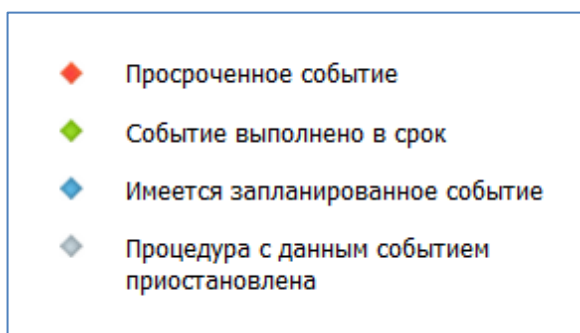 Просроченное событие
Событие выполнено в срок
Имеется запланированное событие
Процедура с данным событием
приостановлена